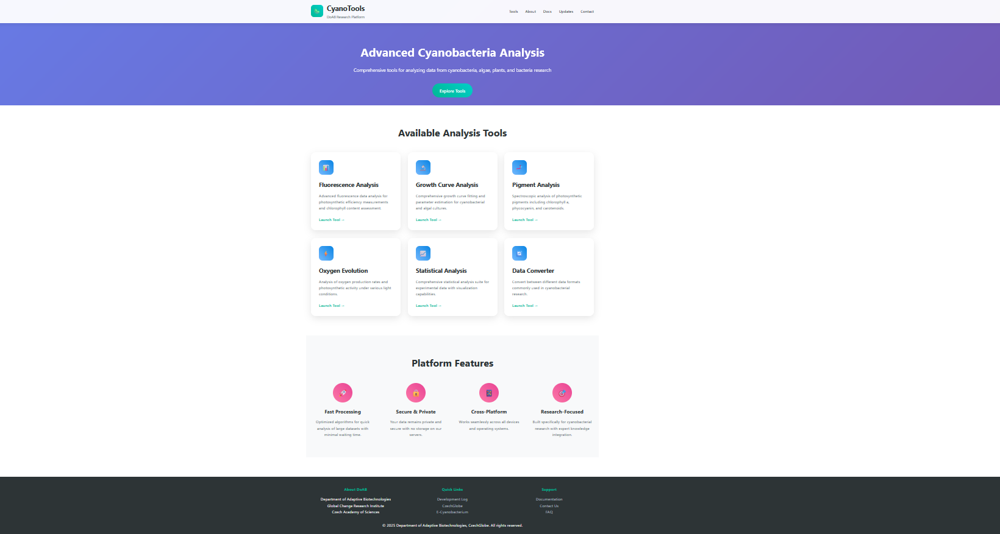 CyanoTools
DoAB Research Platform
Tools
About
Docs
Updates
Contact
Advanced Cyanobacteria Analysis
Comprehensive tools for analyzing data from cyanobacteria, algae, plants, and bacteria research
Explore Tools
Available Analysis Tools
Fluorescence Analysis
Advanced fluorescence data analysis for
photosynthetic efficiency measurements
and chlorophyll content assessment.
Launch Tool →
Growth Curve Analysis
Comprehensive growth curve fitting and
parameter estimation for cyanobacterial
and algal cultures.
Launch Tool →
Pigment Analysis
Spectroscopic analysis of photosynthetic
pigments including chlorophyll a,
phycocyanin, and carotenoids.
Launch Tool →
Oxygen Evolution
Analysis of oxygen production rates and
photosynthetic activity under various light
conditions.
Launch Tool →
Statistical Analysis
Comprehensive statistical analysis suite for
experimental data with visualization
capabilities.
Launch Tool →
Data Converter
Convert between different data formats
commonly used in cyanobacterial
research.
Launch Tool →
Platform Features
Fast Processing
Optimized algorithms for quick
analysis of large datasets with
minimal waiting time.
Secure & Private
Your data remains private and
secure with no storage on our
servers.
Cross-Platform
Works seamlessly across all devices
and operating systems.
Research-Focused
Built specifically for cyanobacterial
research with expert knowledge
integration.
About DoAB
Department of Adaptive Biotechnologies
Global Change Research Institute
Czech Academy of Sciences
Quick Links
Development Log
CzechGlobe
E-Cyanobacterium
Support
Documentation
Contact Us
FAQ
© 2025 Department of Adaptive Biotechnologies, CzechGlobe. All rights reserved.